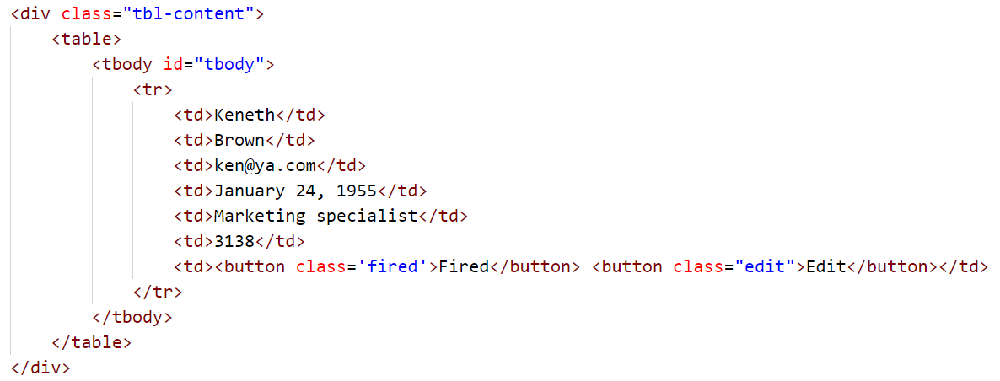 <div class="tbl-content">
    <table>
        <tbody id="tbody">
            <tr>
                <td>Keneth</td>
                <td>Brown</td>
                <td>ken@ya.com</td>
                <td>January 24, 1955</td>
                <td>Marketing specialist</td>
                <td>3138</td>
                <td><button class='fired'>Fired</button> <button class="edit">Edit</button></td>
            </tr>
        </tbody>
    </table>
</div>